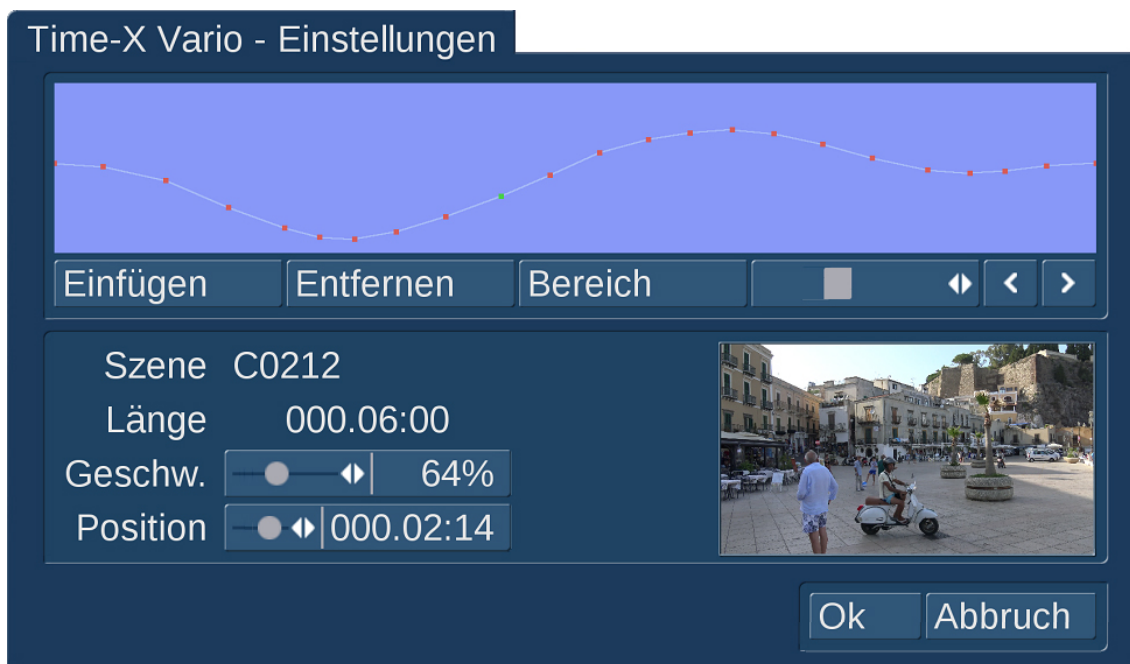 Time-X Vario - Einstellungen
Einfügen Entfernen Bereich
Szene C0212
Länge 000.06:00
Geschw. 64%
Position 000.02:14
Ok Abbruch